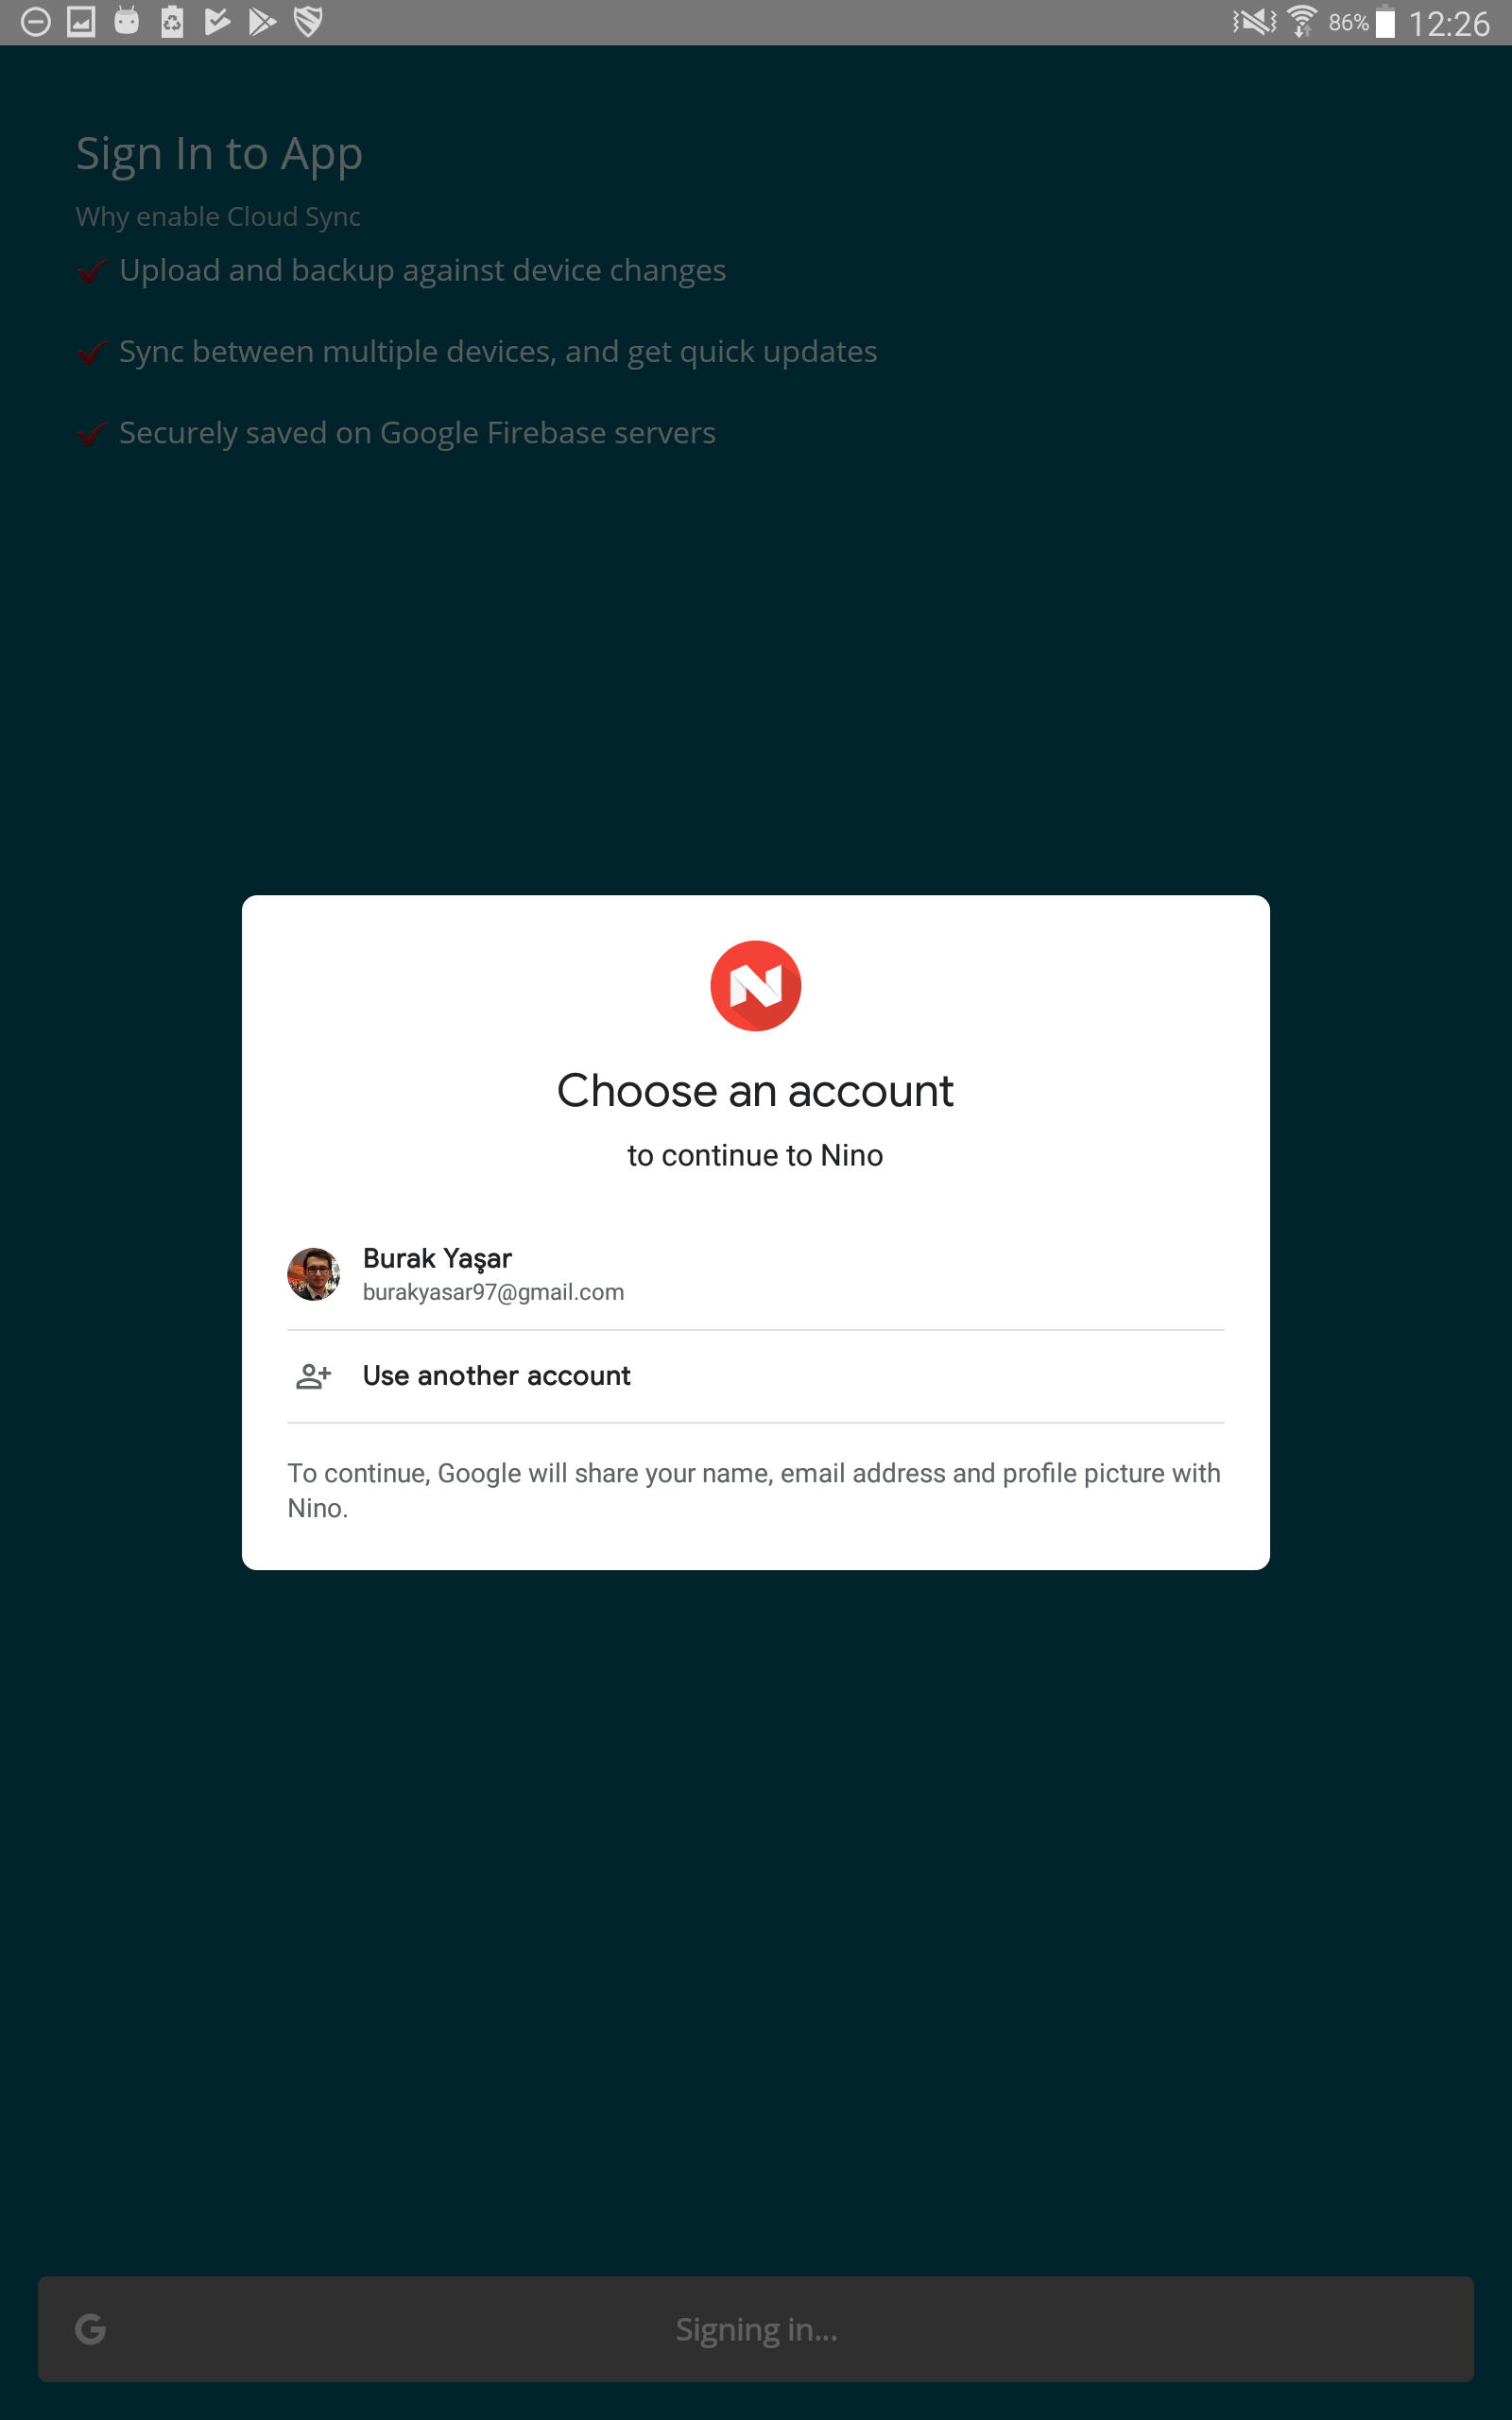 86% 12:26
Sign In to App
Why enable Cloud Sync
Upload and backup against device changes
Sync between multiple devices, and get quick updates
Securely saved on Google Firebase servers
N
Choose an account
to continue to Nino
Burak Yaşar
burakyasar97@gmail.com
Use another account
To continue, Google will share your name, email address and profile picture with
Nino.
G
Signing in...